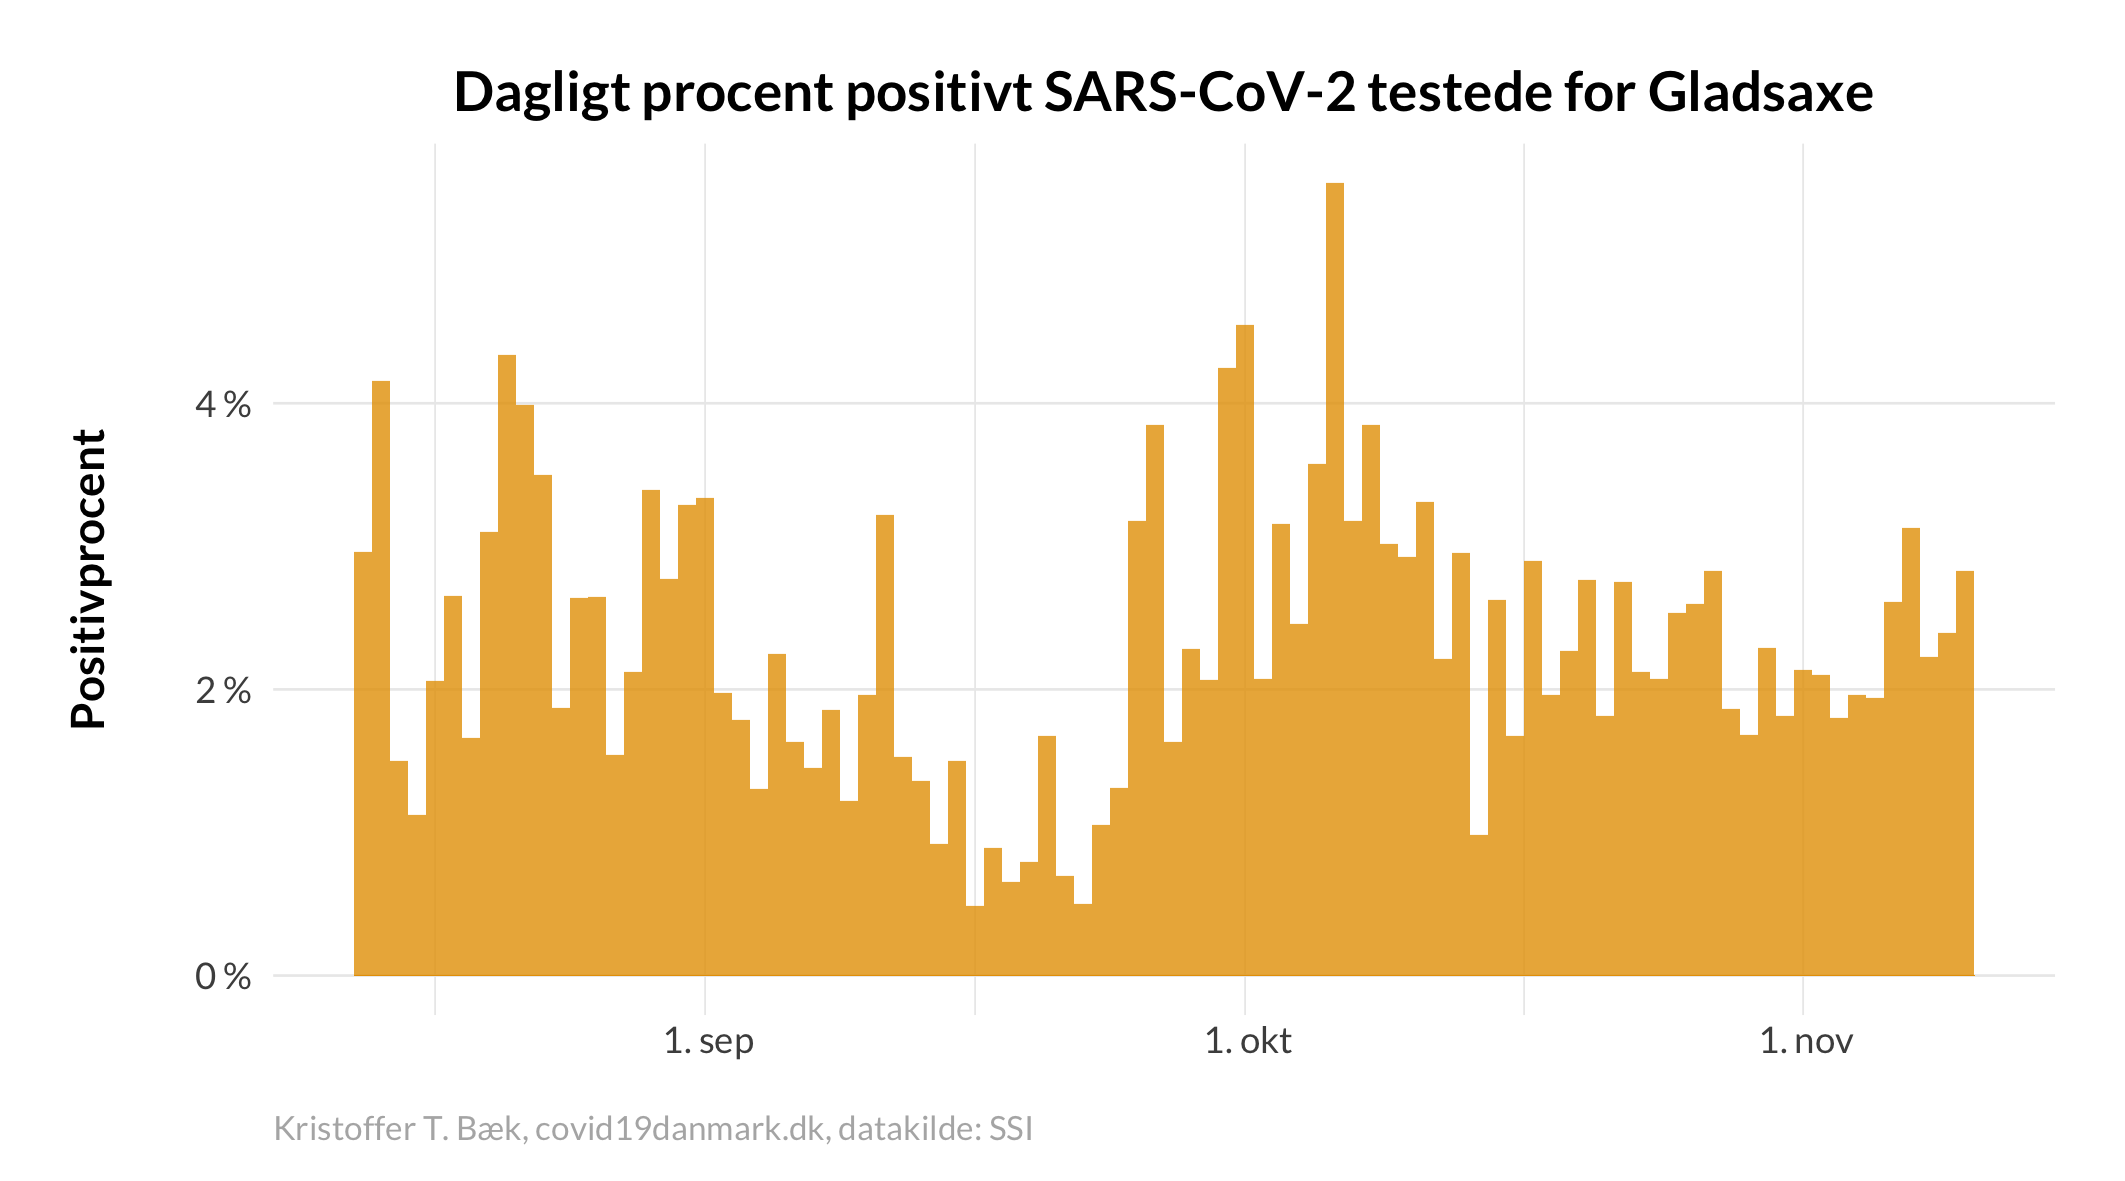 Dagligt procent positivt SARS-CoV-2 testede for Gladsaxe
Positivprocent
4 %
2 %
0 %
1. sep
1. okt
1. nov
Kristoffer T. Bæk, covid19danmark.dk, datakilde: SSI